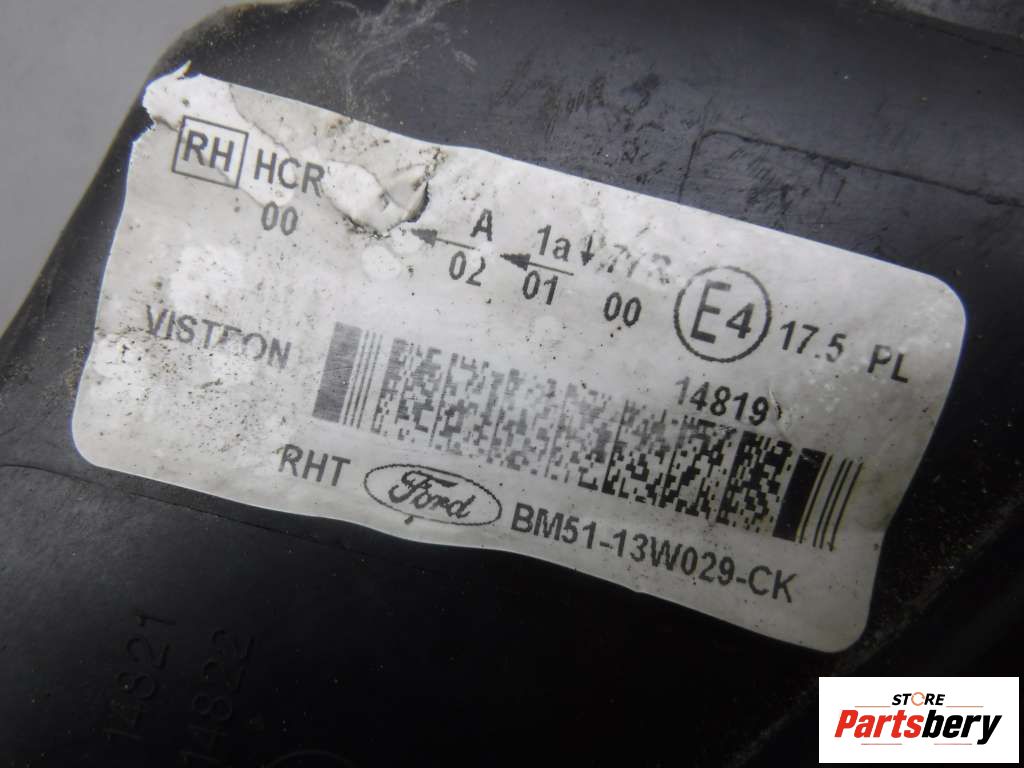 RH HCR A 1a
00 02 01 00
E4 17.5 PL
VISTEON
14819
RHT Ford BM51-13W029-CK
14821
14822
STORE
Partsbery